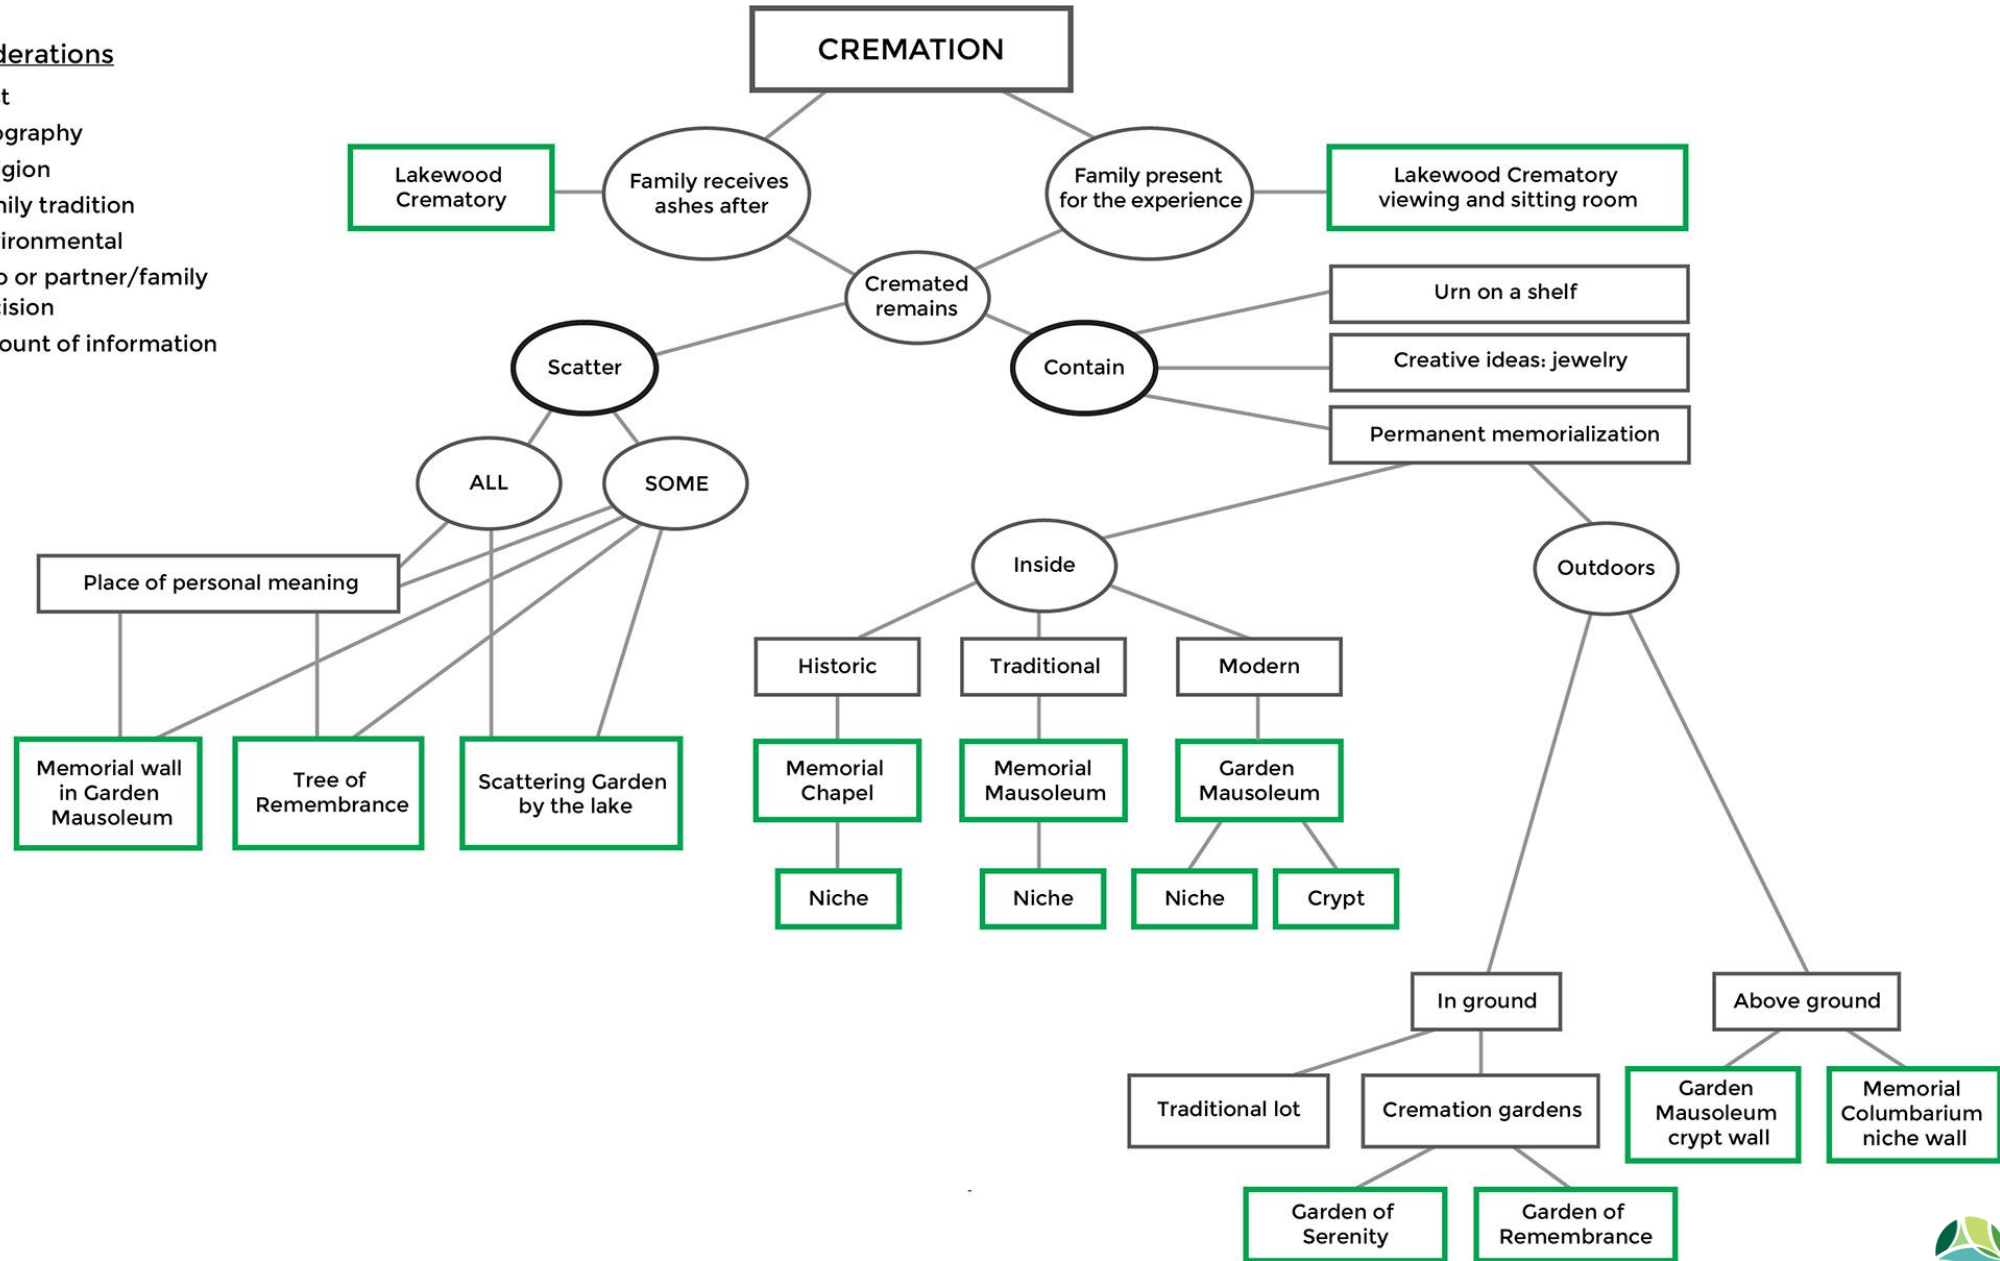 derations
t
ography
igion
nily tradition
ironmental
o or partner/family
cision
ount of information
CREMATION
Lakewood
Crematory
Family receives
ashes after
Family present
for the experience
Lakewood Crematory
viewing and sitting room
Cremated
remains
Scatter
Contain
Urn on a shelf
Creative ideas: jewelry
Permanent memorialization
ALL
SOME
Place of personal meaning
Inside
Outdoors
Historic
Traditional
Modern
Memorial wall
in Garden
Mausoleum
Tree of
Remembrance
Scattering Garden
by the lake
Memorial
Chapel
Memorial
Mausoleum
Garden
Mausoleum
Niche
Niche
Niche
Crypt
In ground
Above ground
Traditional lot
Cremation gardens
Garden
Mausoleum
crypt wall
Memorial
Columbarium
niche wall
Garden of
Serenity
Garden of
Remembrance